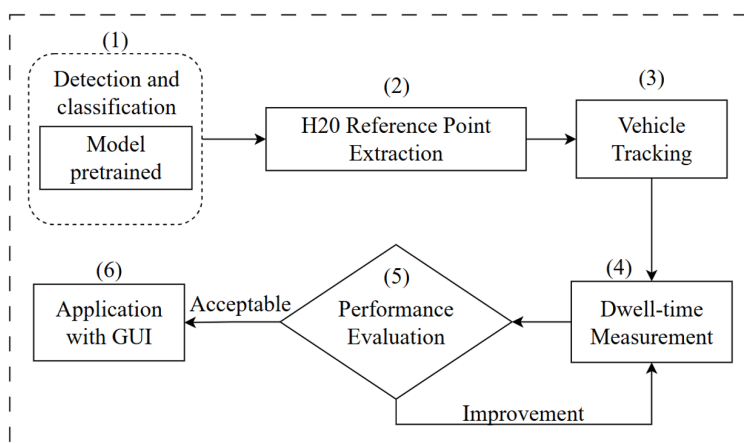 (1)
Detection and
classification
Model
pretrained
(2)
H20 Reference Point
Extraction
(3)
Vehicle
Tracking
(4)
Dwell-time
Measurement
(5)
Performance
Evaluation
Acceptable
Improvement
(6)
Application
with GUI